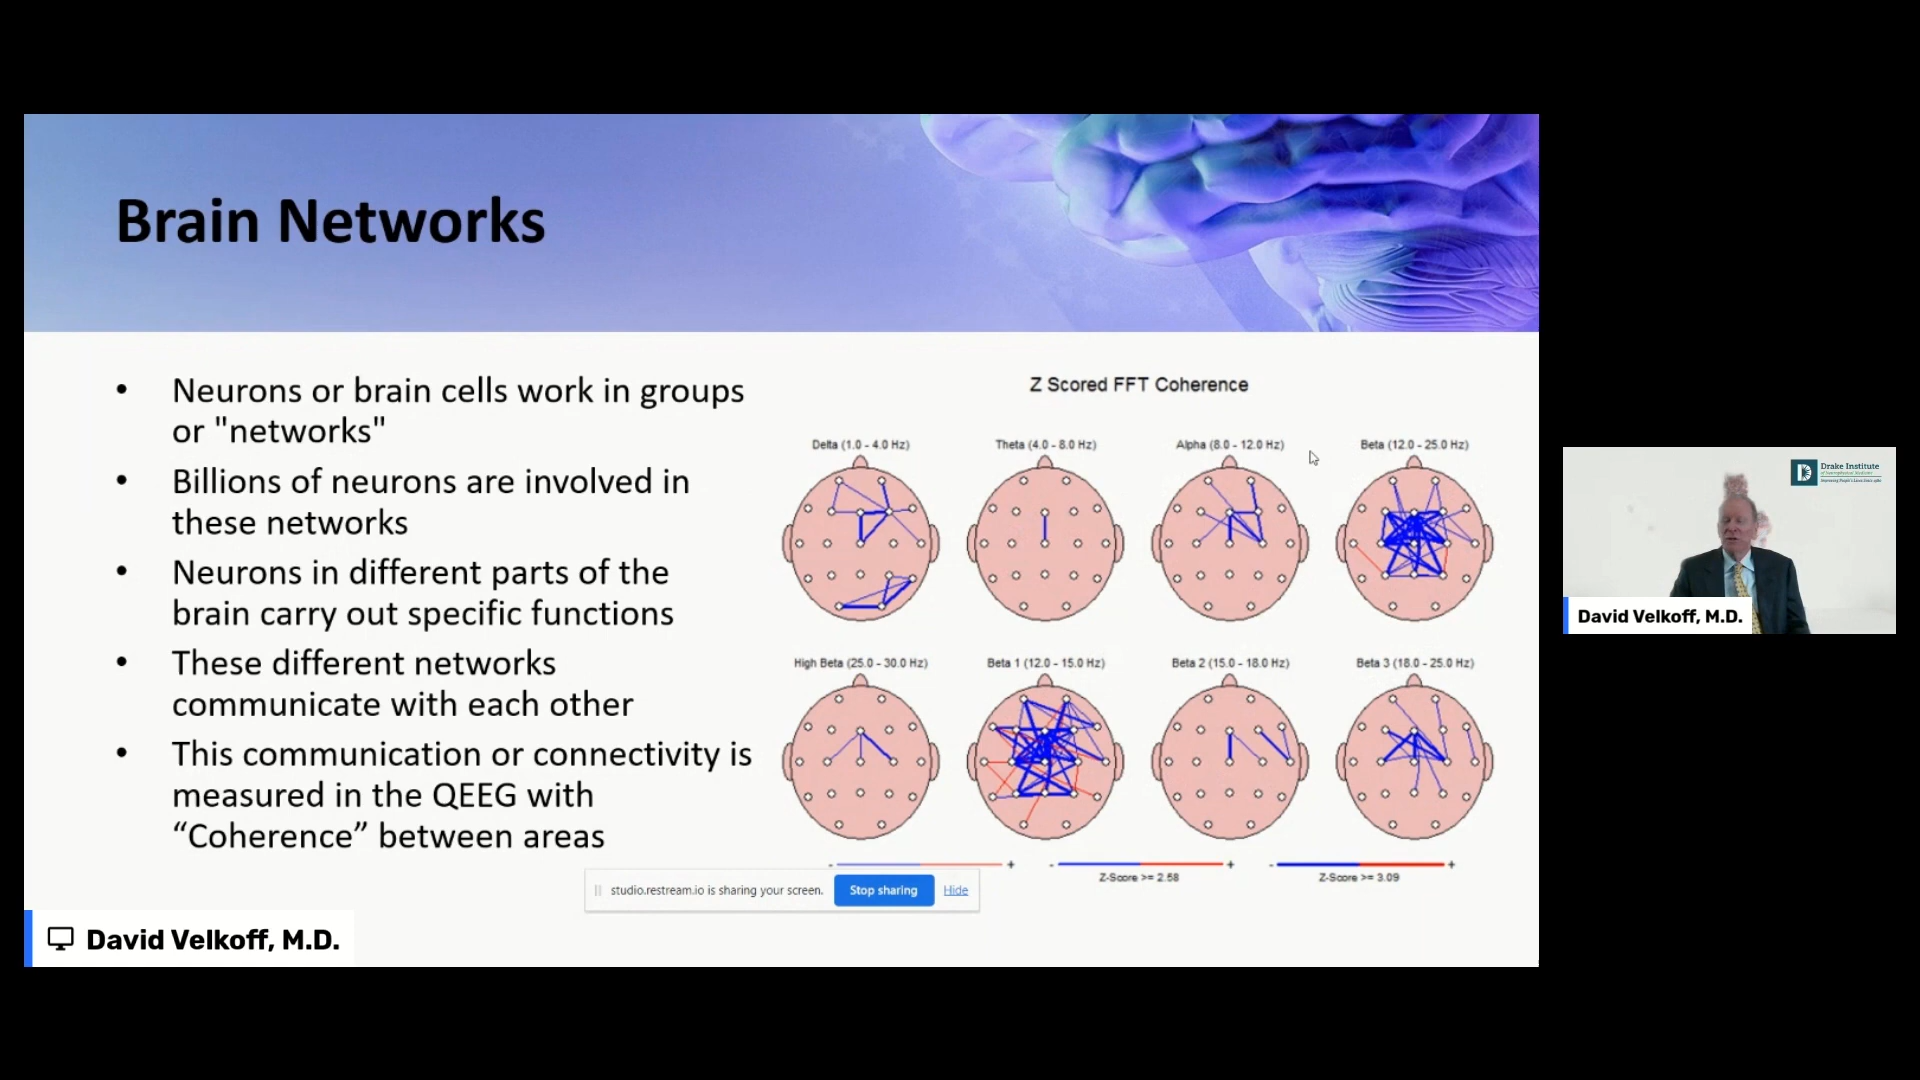 Brain Networks
• Neurons or brain cells work in groups
or "networks"
• Billions of neurons are involved in
these networks
• Neurons in different parts of the
brain carry out specific functions
• These different networks
communicate with each other
• This communication or connectivity is
measured in the QEEG with
“Coherence” between areas
Z Scored FFT Coherence
Delta (1.0 - 4.0 Hz) Theta (4.0 - 8.0 Hz) Alpha (8.0 - 12.0 Hz) Beta (12.0 - 25.0 Hz)
High Beta (25.0 - 30.0 Hz) Beta 1 (12.0 - 15.0 Hz) Beta 2 (15.0 - 18.0 Hz) Beta 3 (18.0 - 25.0 Hz)
- + - + - +
Z-Score >= 2.58 Z-Score >= 3.09
studio.restream.io is sharing your screen. Stop sharing Hide
David Velkoff, M.D.
D Drake Institute
David Velkoff, M.D.